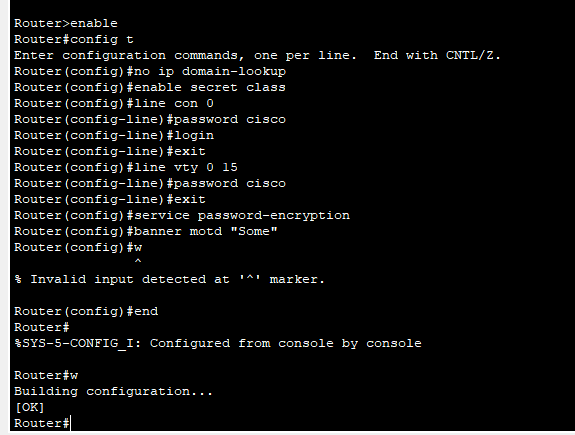 Router>enable
Router#config t
Enter configuration commands, one per line.  End with CNTL/Z.
Router(config)#no ip domain-lookup
Router(config)#enable secret class
Router(config)#line con 0
Router(config-line)#password cisco
Router(config-line)#login
Router(config-line)#exit
Router(config)#line vty 0 15
Router(config-line)#password cisco
Router(config-line)#exit
Router(config)#service password-encryption
Router(config)#banner motd "Some"
Router(config)#w
               ^
% Invalid input detected at '^' marker.

Router(config)#end
Router#
%SYS-5-CONFIG_I: Configured from console by console

Router#w
Building configuration...
[OK]
Router#